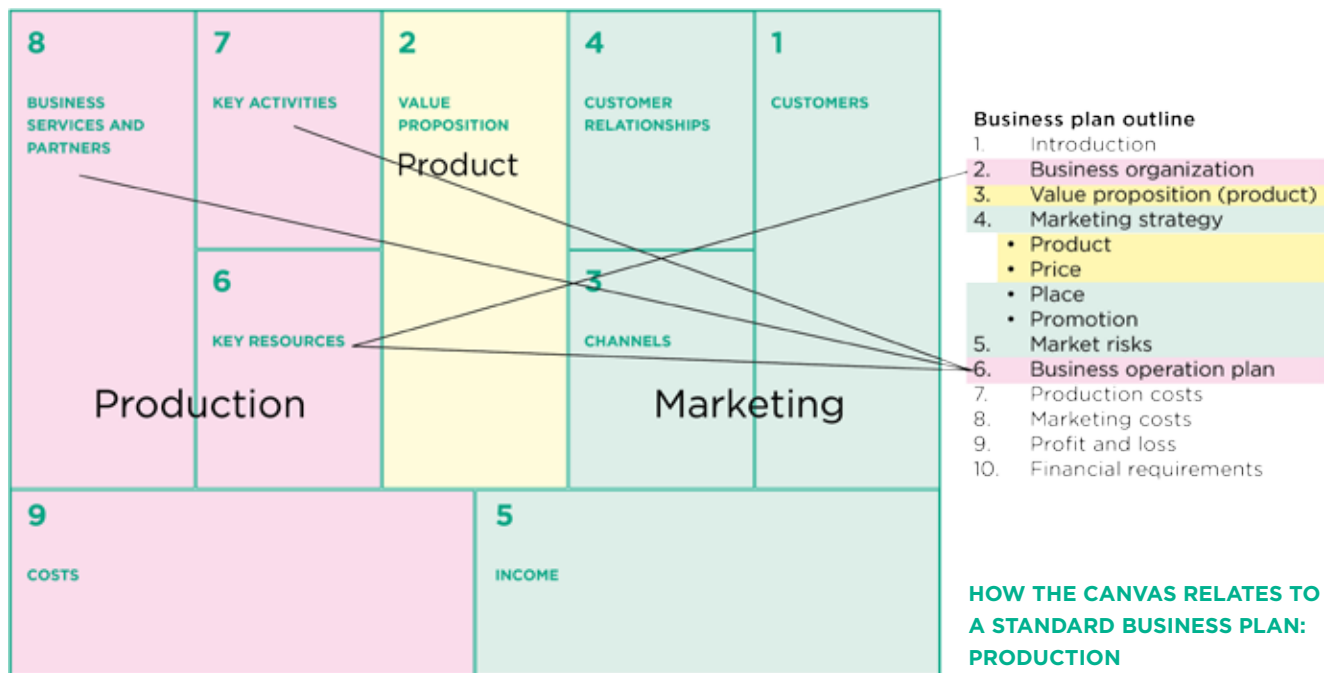 8
BUSINESS
SERVICES AND
PARTNERS
7
KEY ACTIVITIES
2
VALUE
PROPOSITION
Product
4
CUSTOMER
RELATIONSHIPS
1
CUSTOMERS
6
KEY RESOURCES
3
CHANNELS
Production
Marketing
9
COSTS
5
INCOME
Business plan outline
1. Introduction
2. Business organization
3. Value proposition (product)
4. Marketing strategy
• Product
• Price
• Place
• Promotion
5. Market risks
6. Business operation plan
7. Production costs
8. Marketing costs
9. Profit and loss
10. Financial requirements
HOW THE CANVAS RELATES TO
A STANDARD BUSINESS PLAN:
PRODUCTION